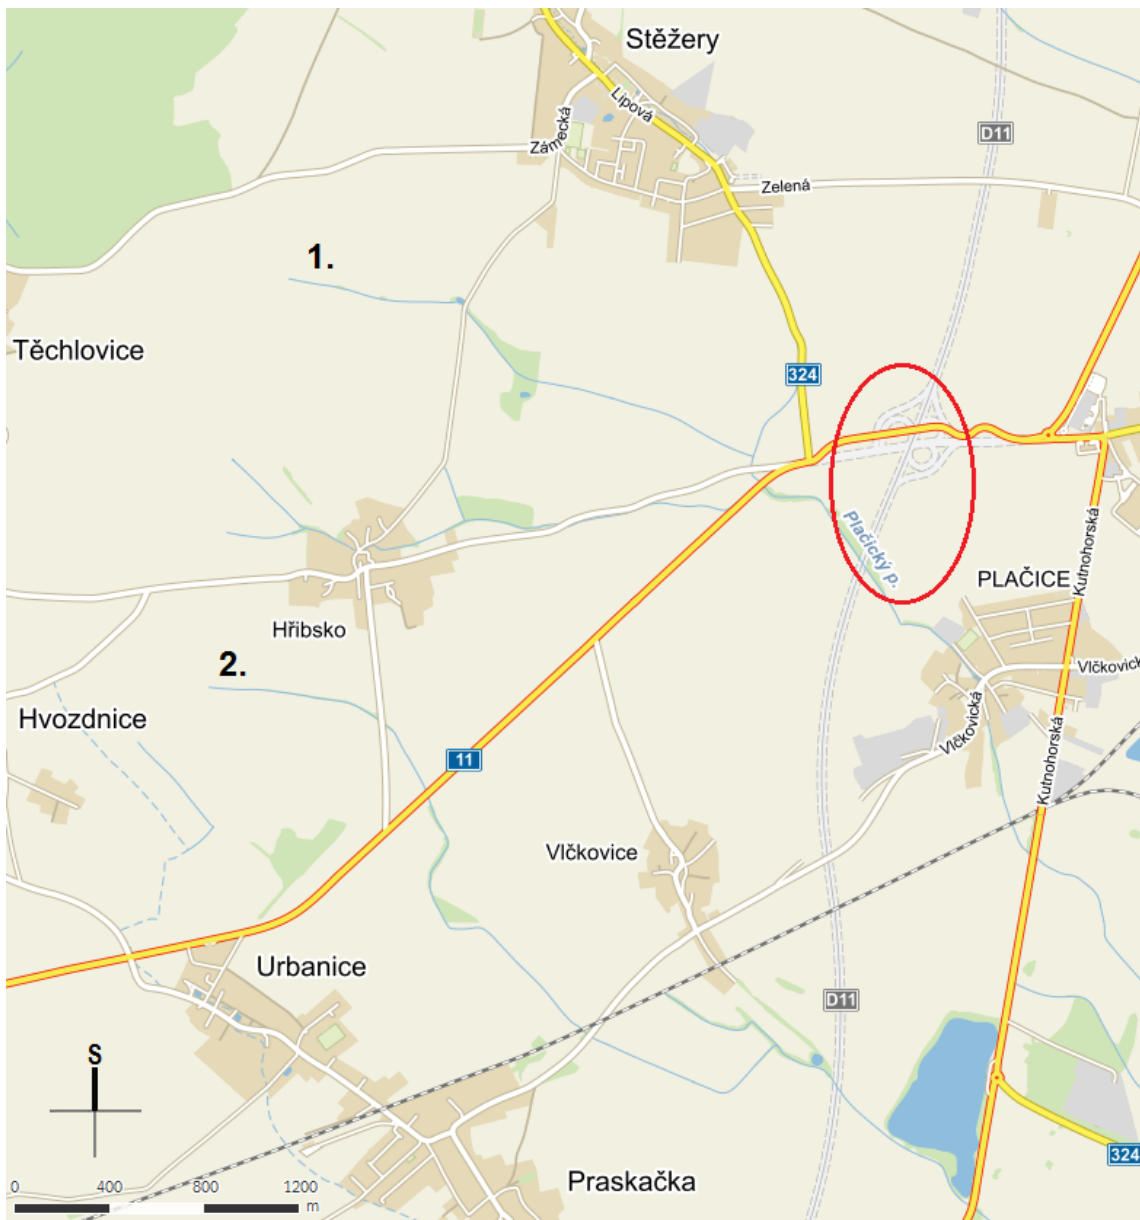 Stěžery
Lipová
Zámecká
D11
Zelená
1.
Těchlovice
324
Plačický p.
Kutnohorská
PLAČICE
Hřibsko
2.
Vlčkovick
Hvozdnice
Vlčkovická
Kutnohorská
11
Vlčkovice
Urbanice
D11
S
324
Praskačka
0 400 800 1200
m